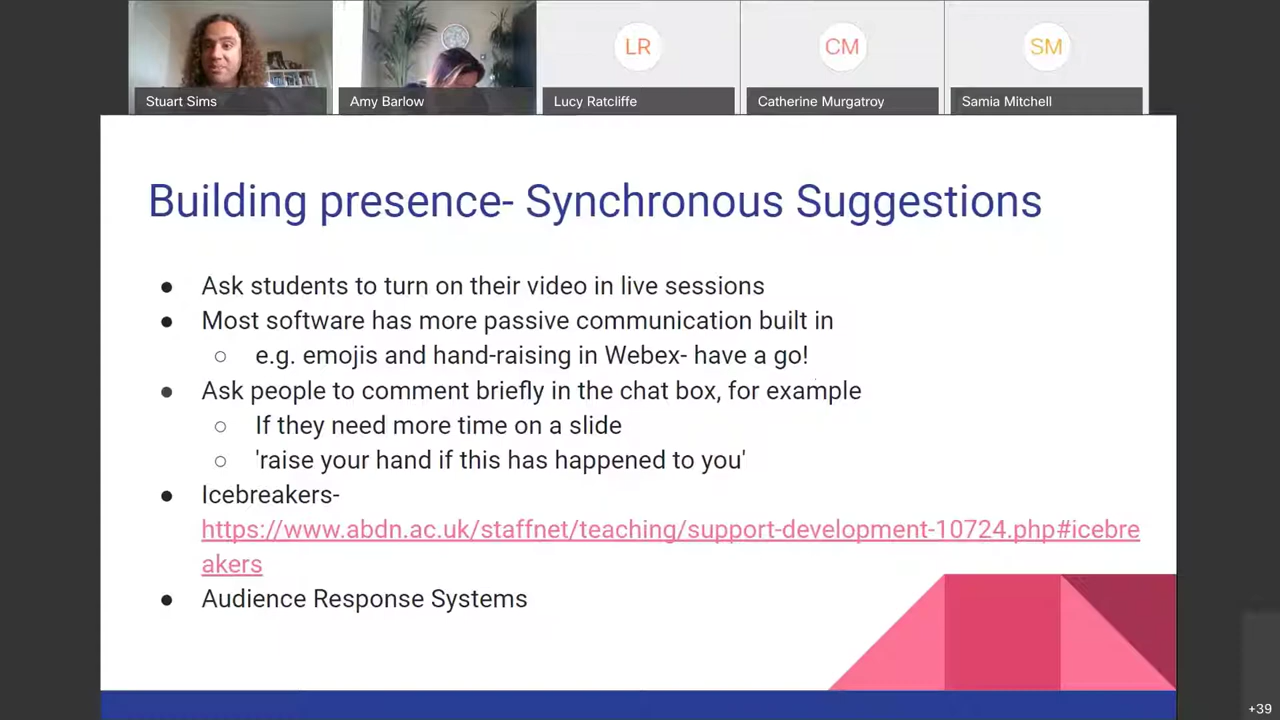 LR
CM
SM
Stuart Sims
Amy Barlow
Lucy Ratcliffe
Catherine Murgatroy
Samia Mitchell
Building presence- Synchronous Suggestions
● Ask students to turn on their video in live sessions
● Most software has more passive communication built in
○ e.g. emojis and hand-raising in Webex- have a go!
● Ask people to comment briefly in the chat box, for example
○ If they need more time on a slide
○ 'raise your hand if this has happened to you'
● Icebreakers-
https://www.abdn.ac.uk/staffnet/teaching/support-development-10724.php#icebre
akers
● Audience Response Systems
+39